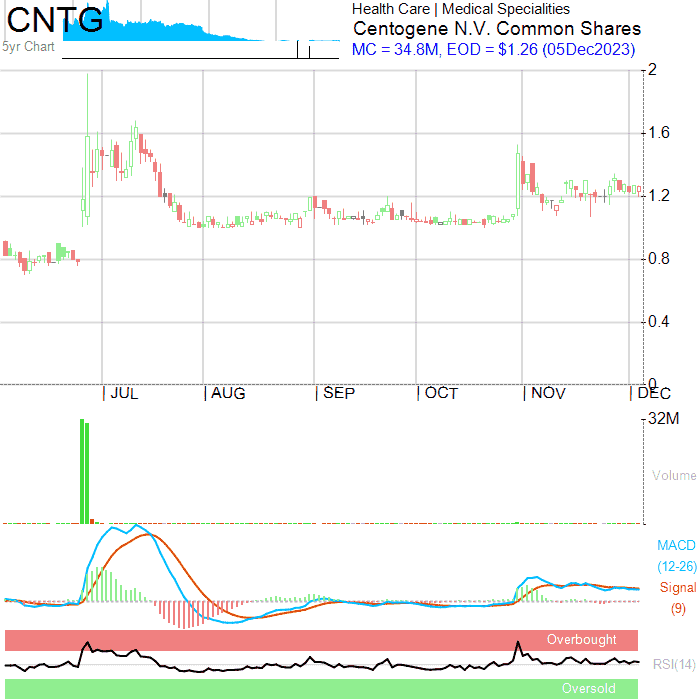 CNTG
5yr Chart
Health Care | Medical Specialities
Centogene N.V. Common Shares
MC = 34.8M, EOD = $1.26 (05Dec2023)
2
1.6
1.2
0.8
0.4
0
JUL AUG SEP OCT NOV DEC
32M
Volume
MACD
(12-26)
Signal
(9)
Overbought
RSI(14)
Oversold